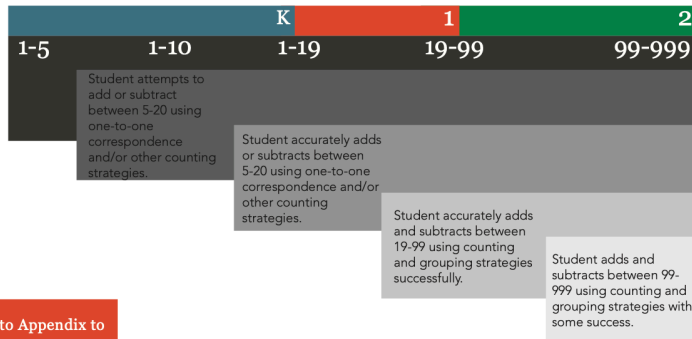 K 1 2
1-5 1-10 1-19 19-99 99-999
Student attempts to
add or subtract
between 5-20 using
one-to-one
correspondence
and/or other counting
strategies.
Student accurately adds
or subtracts between
5-20 using one-to-one
correspondence and/or
other counting
strategies.
Student accurately adds
and subtracts between
19-99 using counting
and grouping strategies
successfully.
Student adds and
subtracts between 99-
999 using counting and
grouping strategies with
some success.
to Appendix to